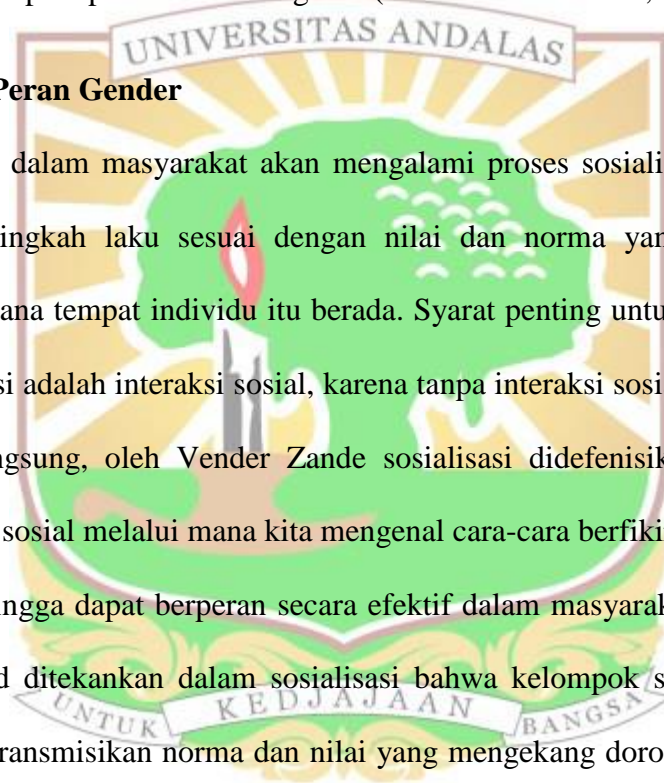 UNIVERSITAS ANDALAS
Peran Gender
dalam masyarakat akan mengalami proses sosiali
ingkah laku sesuai dengan nilai dan norma yan
ana tempat individu itu berada. Syarat penting untu
si adalah interaksi sosial, karena tanpa interaksi sosi
ngsung, oleh Vender Zande sosialisasi didefenisik
sosial melalui mana kita mengenal cara-cara berfiki
ingga dapat berperan secara efektif dalam masyarak
d ditekankan dalam sosialisasi bahwa kelompok s
ransmisikan norma dan nilai yang mengekang doro
UNTUK KEDJAJAAN BANGSA